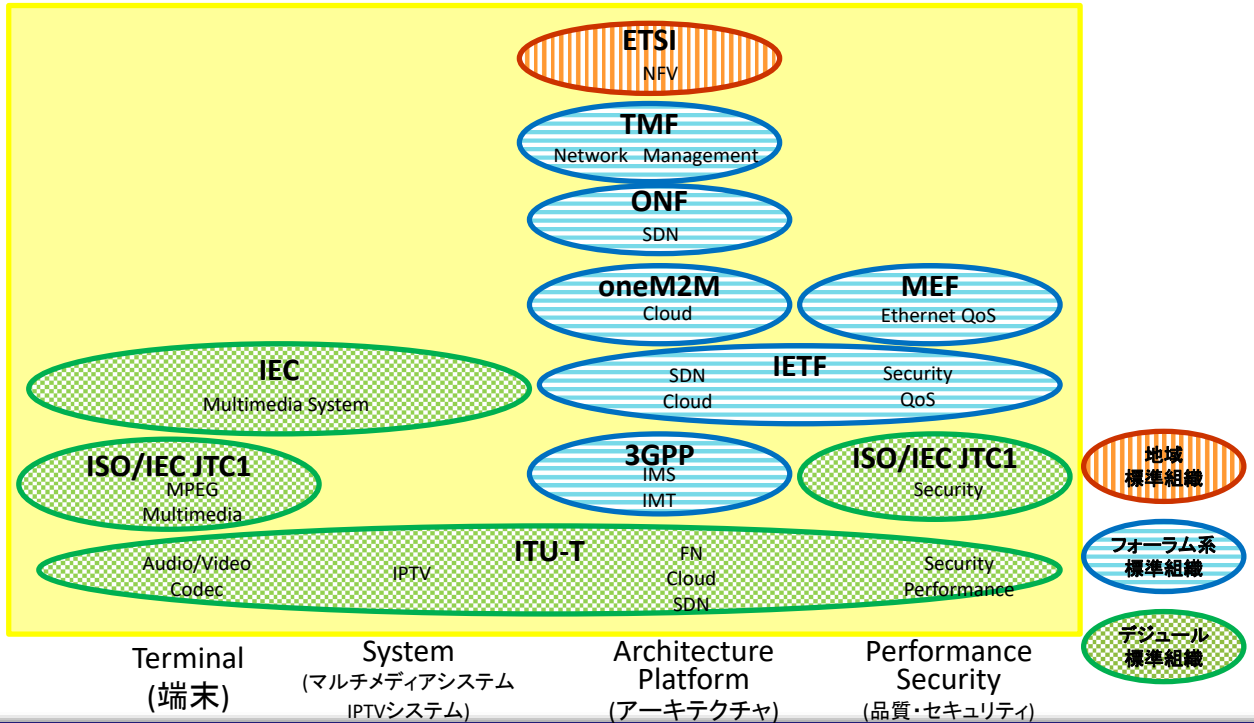 ETSI
NFV
TMF
Network Management
ONF
SDN
oneM2M
Cloud
MEF
Ethernet QoS
IEC
Multimedia System
IETF
SDN
Cloud
Security
QoS
ISO/IEC JTC1
MPEG
Multimedia
3GPP
IMS
IMT
ISO/IEC JTC1
Security
ITU-T
Audio/Video
Codec
IPTV
FN
Cloud
SDN
Security
Performance
地域
標準組織
フォーラム系
標準組織
デジュール
標準組織
Terminal
(端末)
System
(マルチメディアシステム
IPTVシステム)
Architecture
Platform
(アーキテクチャ)
Performance
Security
(品質・セキュリティ)